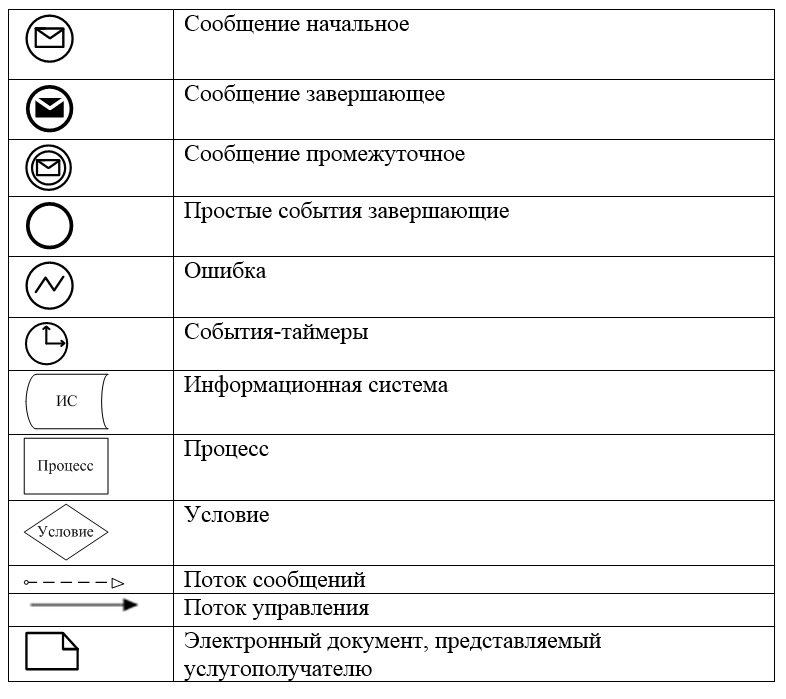 Сообщение начальное
Сообщение завершающее
Сообщение промежуточное
Простые события завершающие
Ошибка
События-таймеры
ИС
Информационная система
Процесс
Процесс
Условие
Условие
Поток сообщений
Поток управления
Электронный документ, представляемый
услугополучателю